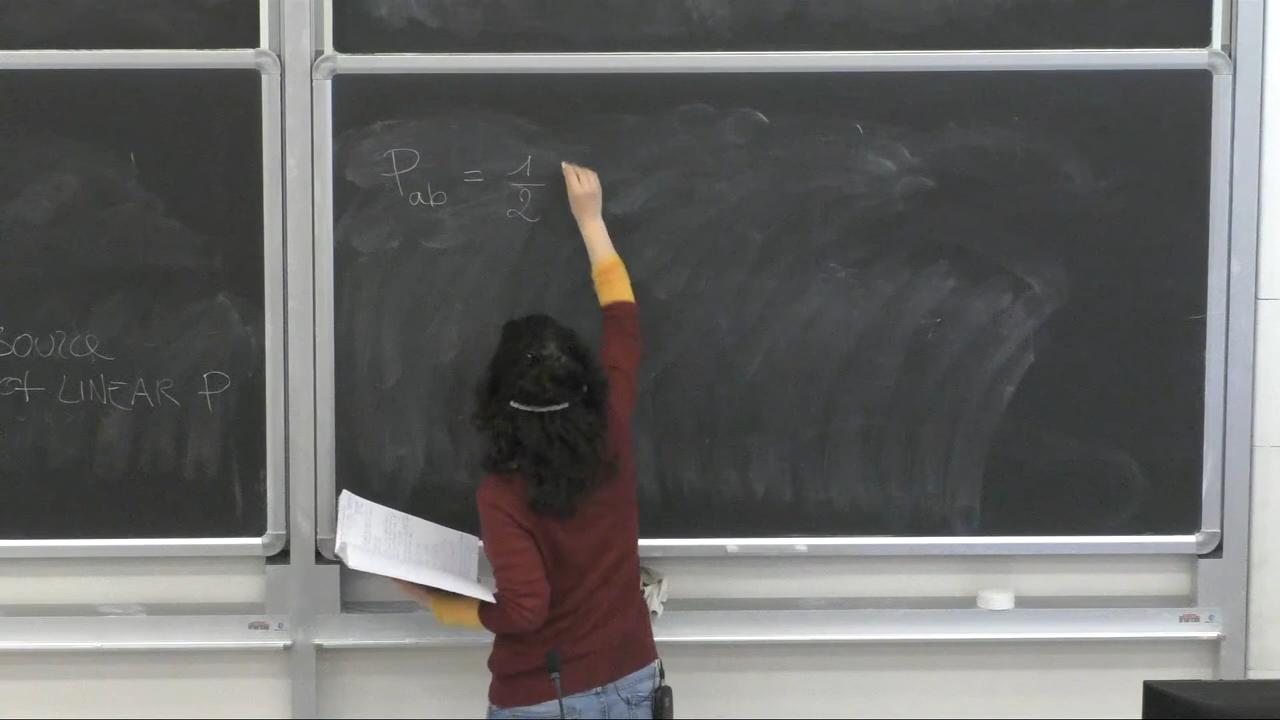 source
of LINEAR P
P_ab = 1/2